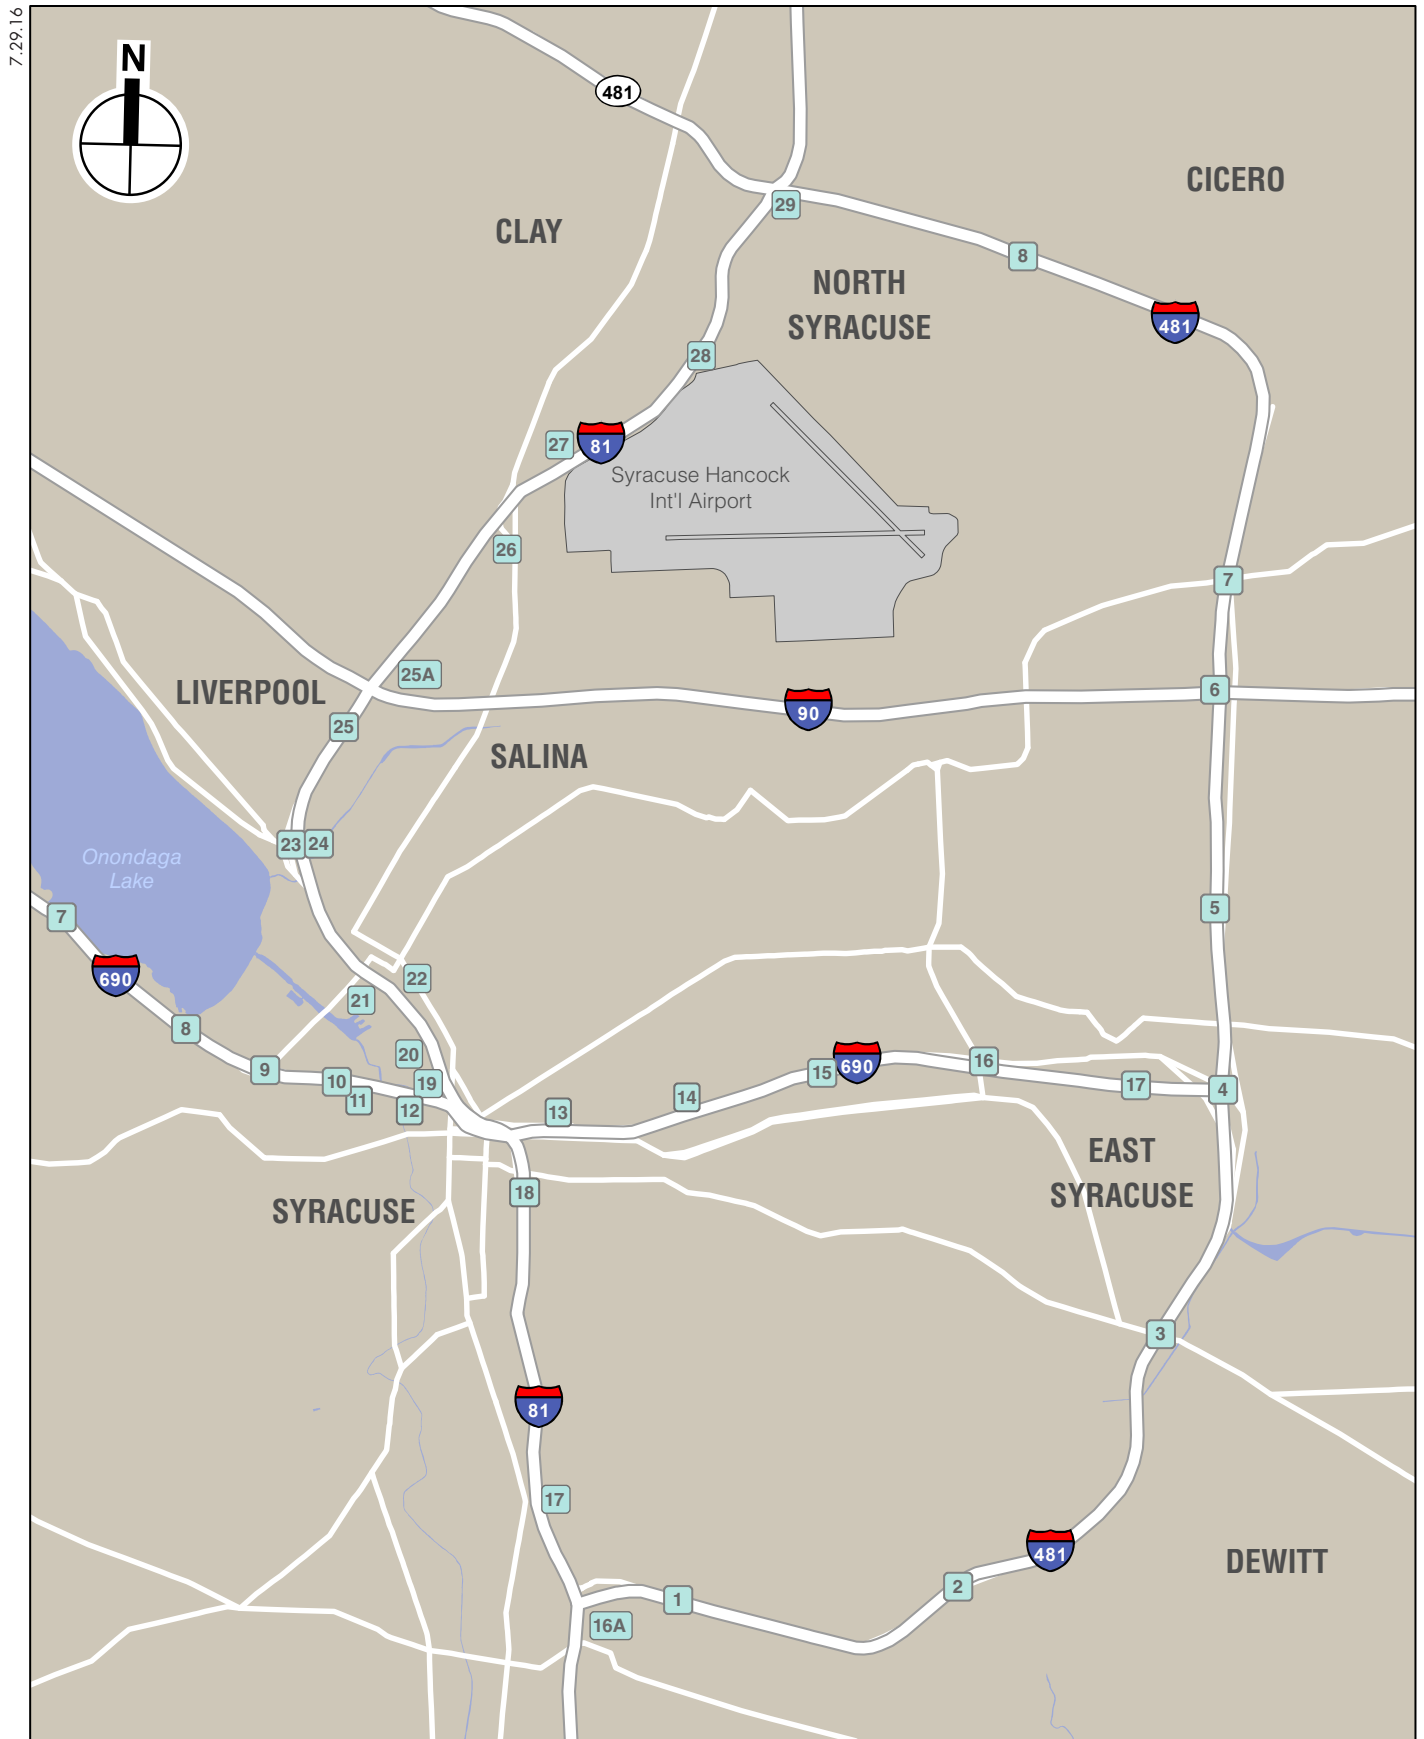 7.29.16
N
481
CICERO
29
CLAY
8
NORTH
SYRACUSE
481
28
27
81
Syracuse Hancock
Int'l Airport
26
7
25A
LIVERPOOL
6
90
25
SALINA
23
24
Onondaga
Lake
5
7
690
22
21
8
20
690
16
9
15
10
19
17
4
11
12
14
13
EAST
SYRACUSE
18
SYRACUSE
3
81
17
481
DEWITT
2
1
16A